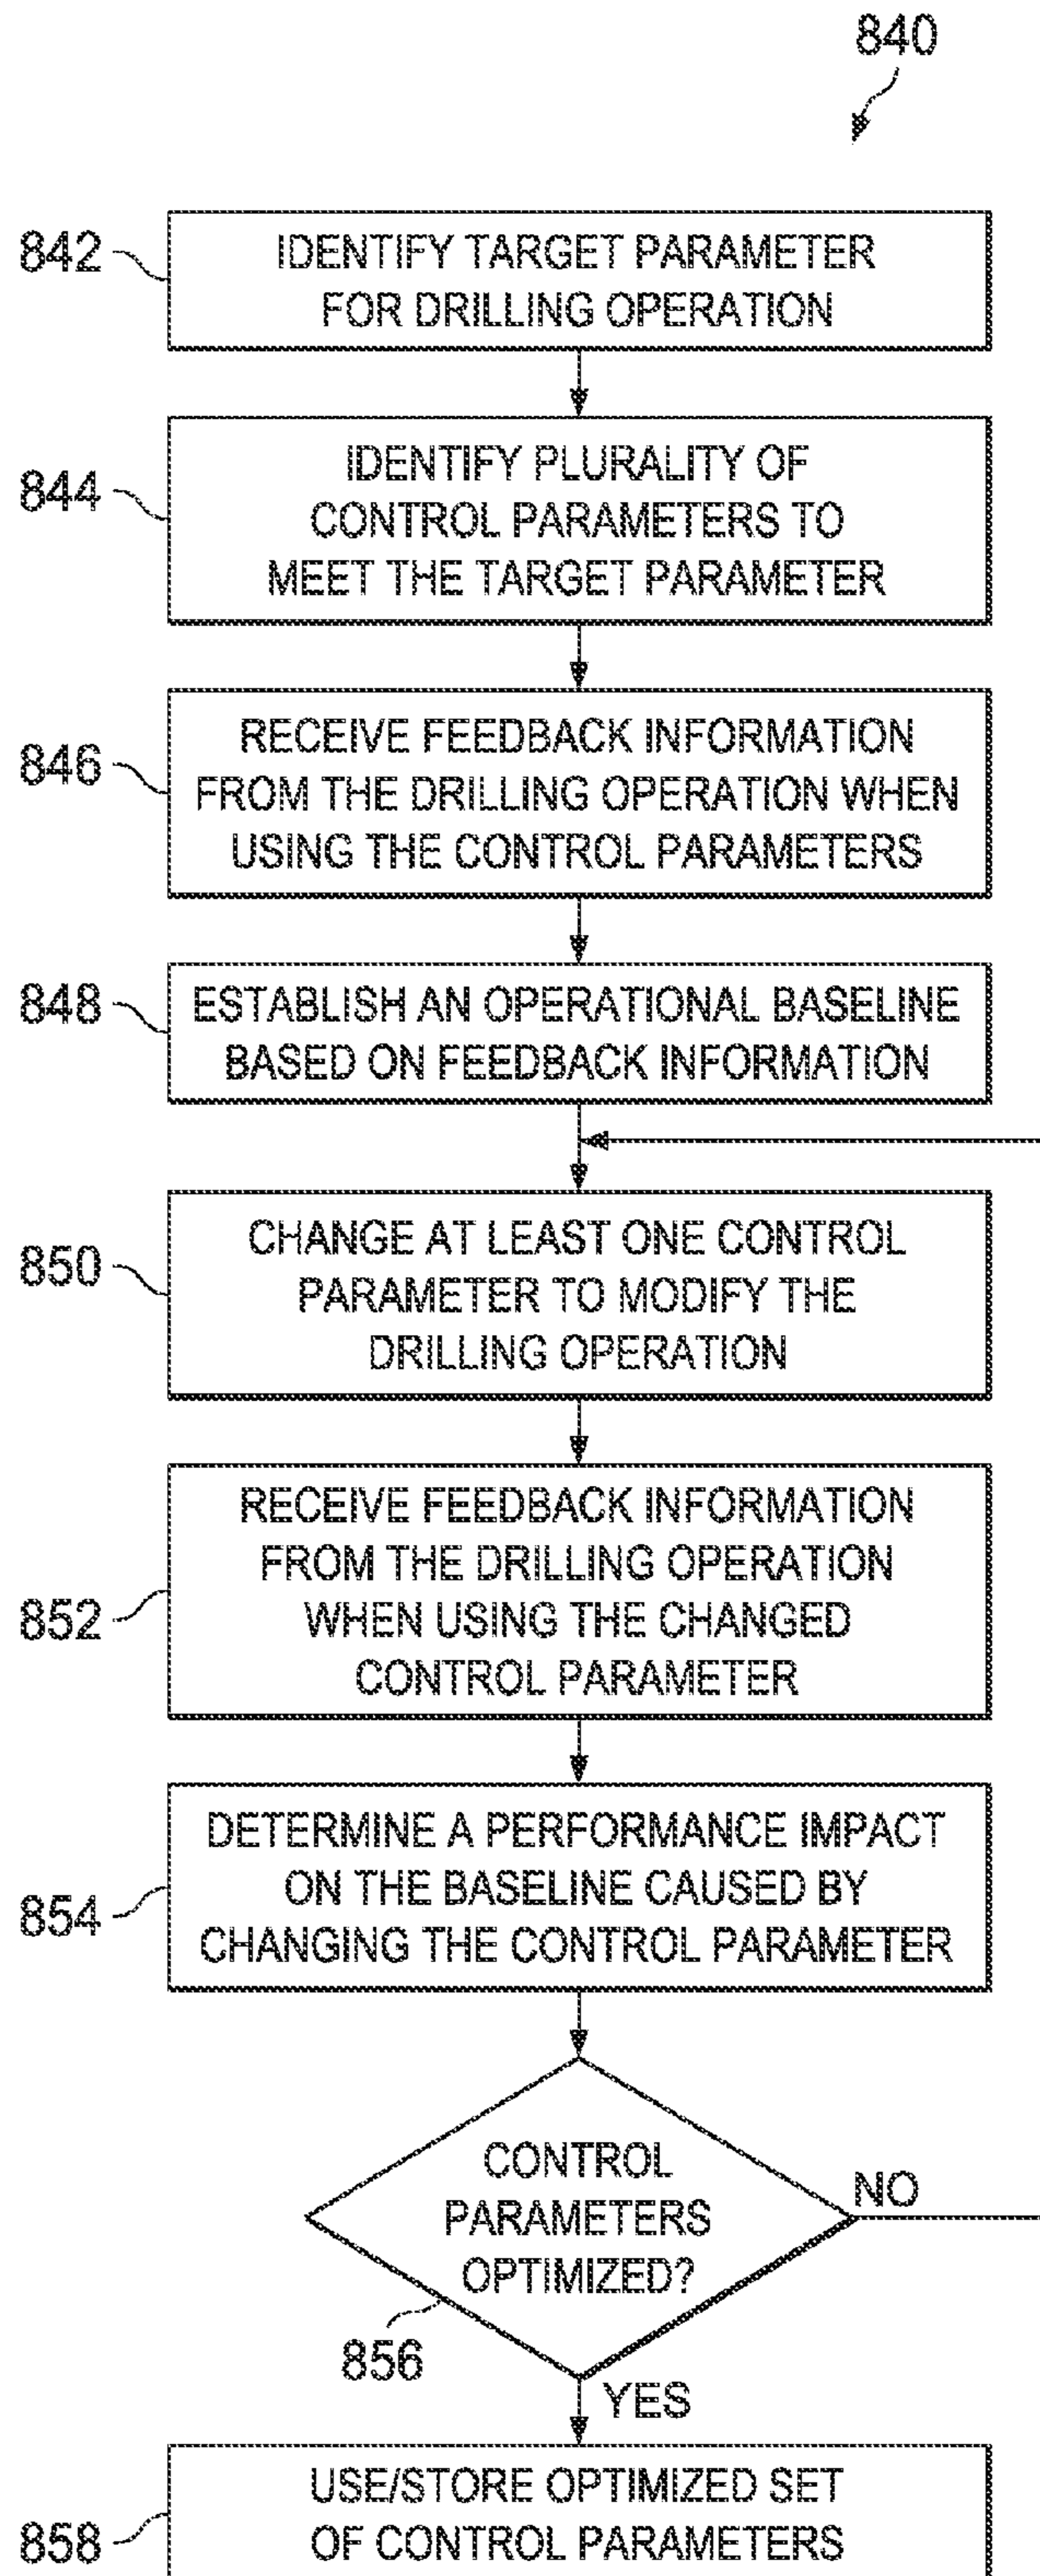 840
842
IDENTIFY TARGET PARAMETER
FOR DRILLING OPERATION
844
IDENTIFY PLURALITY OF
CONTROL PARAMETERS TO
MEET THE TARGET PARAMETER
846
RECEIVE FEEDBACK INFORMATION
FROM THE DRILLING OPERATION WHEN
USING THE CONTROL PARAMETERS
848
ESTABLISH AN OPERATIONAL BASELINE
BASED ON FEEDBACK INFORMATION
850
CHANGE AT LEAST ONE CONTROL
PARAMETER TO MODIFY THE
DRILLING OPERATION
852
RECEIVE FEEDBACK INFORMATION
FROM THE DRILLING OPERATION
WHEN USING THE CHANGED
CONTROL PARAMETER
854
DETERMINE A PERFORMANCE IMPACT
ON THE BASELINE CAUSED BY
CHANGING THE CONTROL PARAMETER
CONTROL
PARAMETERS
OPTIMIZED?
NO
856
YES
858
USE/STORE OPTIMIZED SET
OF CONTROL PARAMETERS